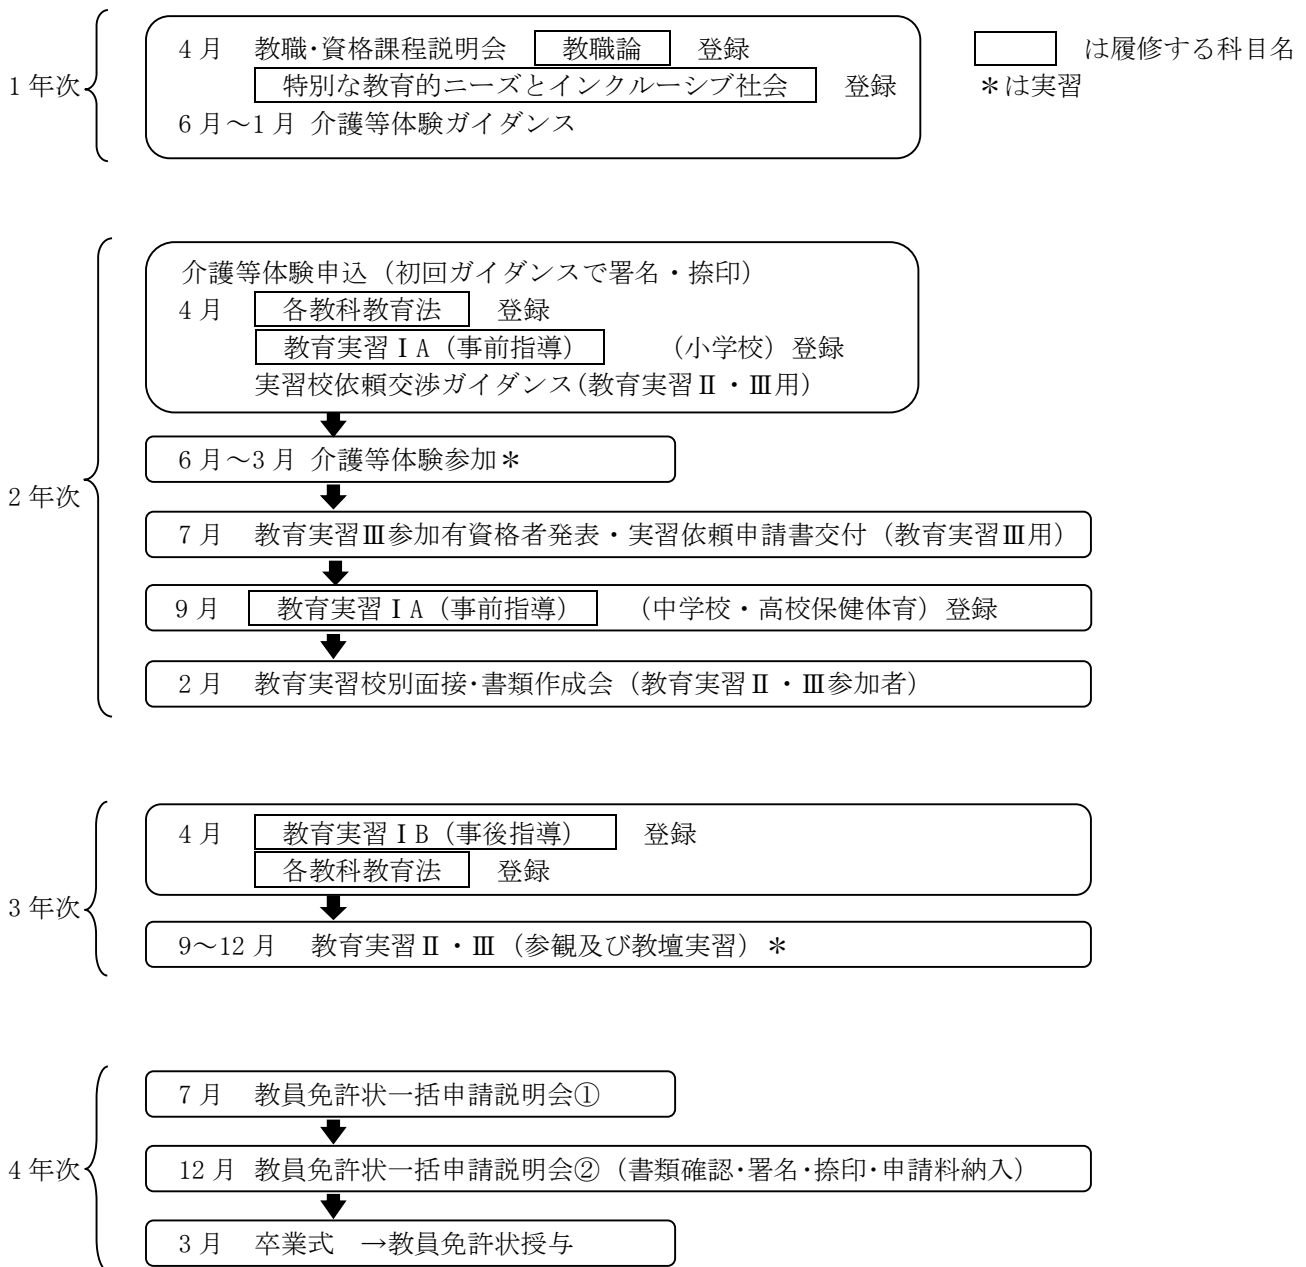 1 年次
4 月 教職・資格課程説明会 教職論 登録
特別な教育的ニーズとインクルーシブ社会 登録
6 月～1 月 介護等体験ガイダンス
は履修する科目名
＊は実習
2 年次
介護等体験申込（初回ガイダンスで署名・捺印）
4 月 各教科教育法 登録
教育実習ⅠA（事前指導） （小学校）登録
実習校依頼交渉ガイダンス（教育実習Ⅱ・Ⅲ用）
6 月～3 月 介護等体験参加＊
7 月 教育実習Ⅲ参加有資格者発表・実習依頼申請書交付（教育実習Ⅲ用）
9 月 教育実習ⅠA（事前指導） （中学校・高校保健体育）登録
2 月 教育実習校別面接・書類作成会（教育実習Ⅱ・Ⅲ参加者）
3 年次
4 月 教育実習ⅠB（事後指導） 登録
各教科教育法 登録
9～12 月 教育実習Ⅱ・Ⅲ（参観及び教壇実習）＊
4 年次
7 月 教員免許状一括申請説明会①
12 月 教員免許状一括申請説明会②（書類確認・署名・捺印・申請料納入）
3 月 卒業式 →教員免許状授与